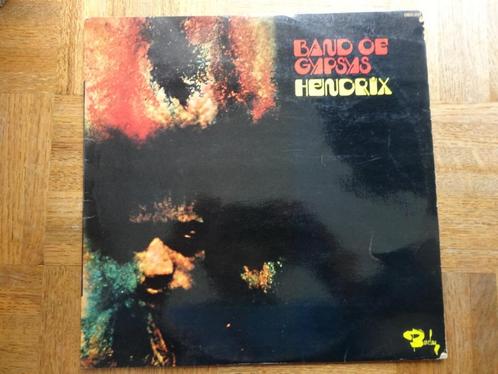 BAND OF
GYPSYS
HENDRIX
Barclay